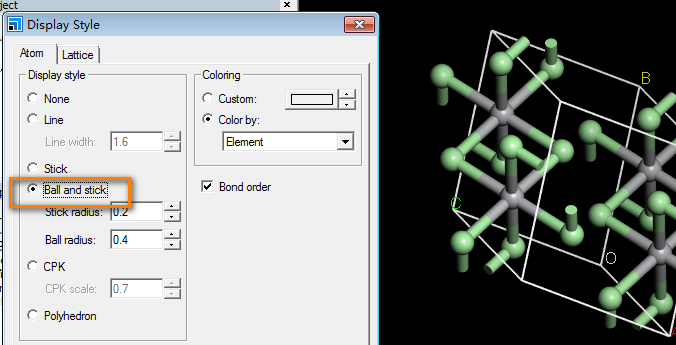 ject
Display Style
Atom
Lattice
Display style
None
Line
Line width: 1.6
Stick
Ball and stick
Stick radius: 0.2
Ball radius: 0.4
CPK
CPK scale: 0.7
Polyhedron
Coloring
Custom:
Color by:
Element
Bond order
B
C
O